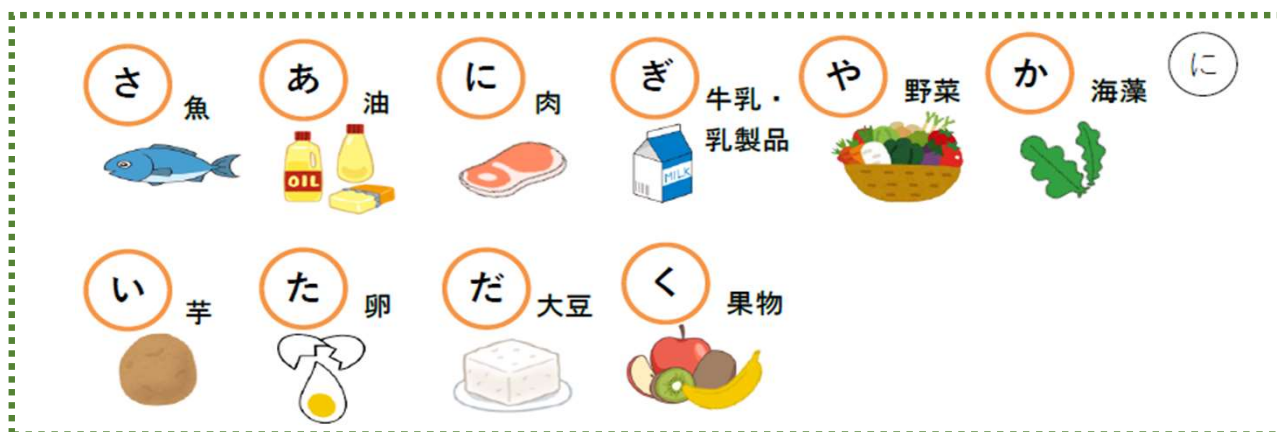 さ 魚
あ 油
OIL
に 肉
ぎ 牛乳・
乳製品
MILK
や 野菜
か 海藻
に
い 芋
た 卵
だ 大豆
く 果物